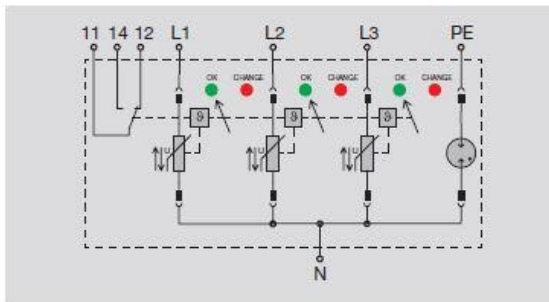 11 14 12 L1 L2 L3 PE
OK CHANGE OK CHANGE OK CHANGE
ϑ ϑ ϑ
U U U
N